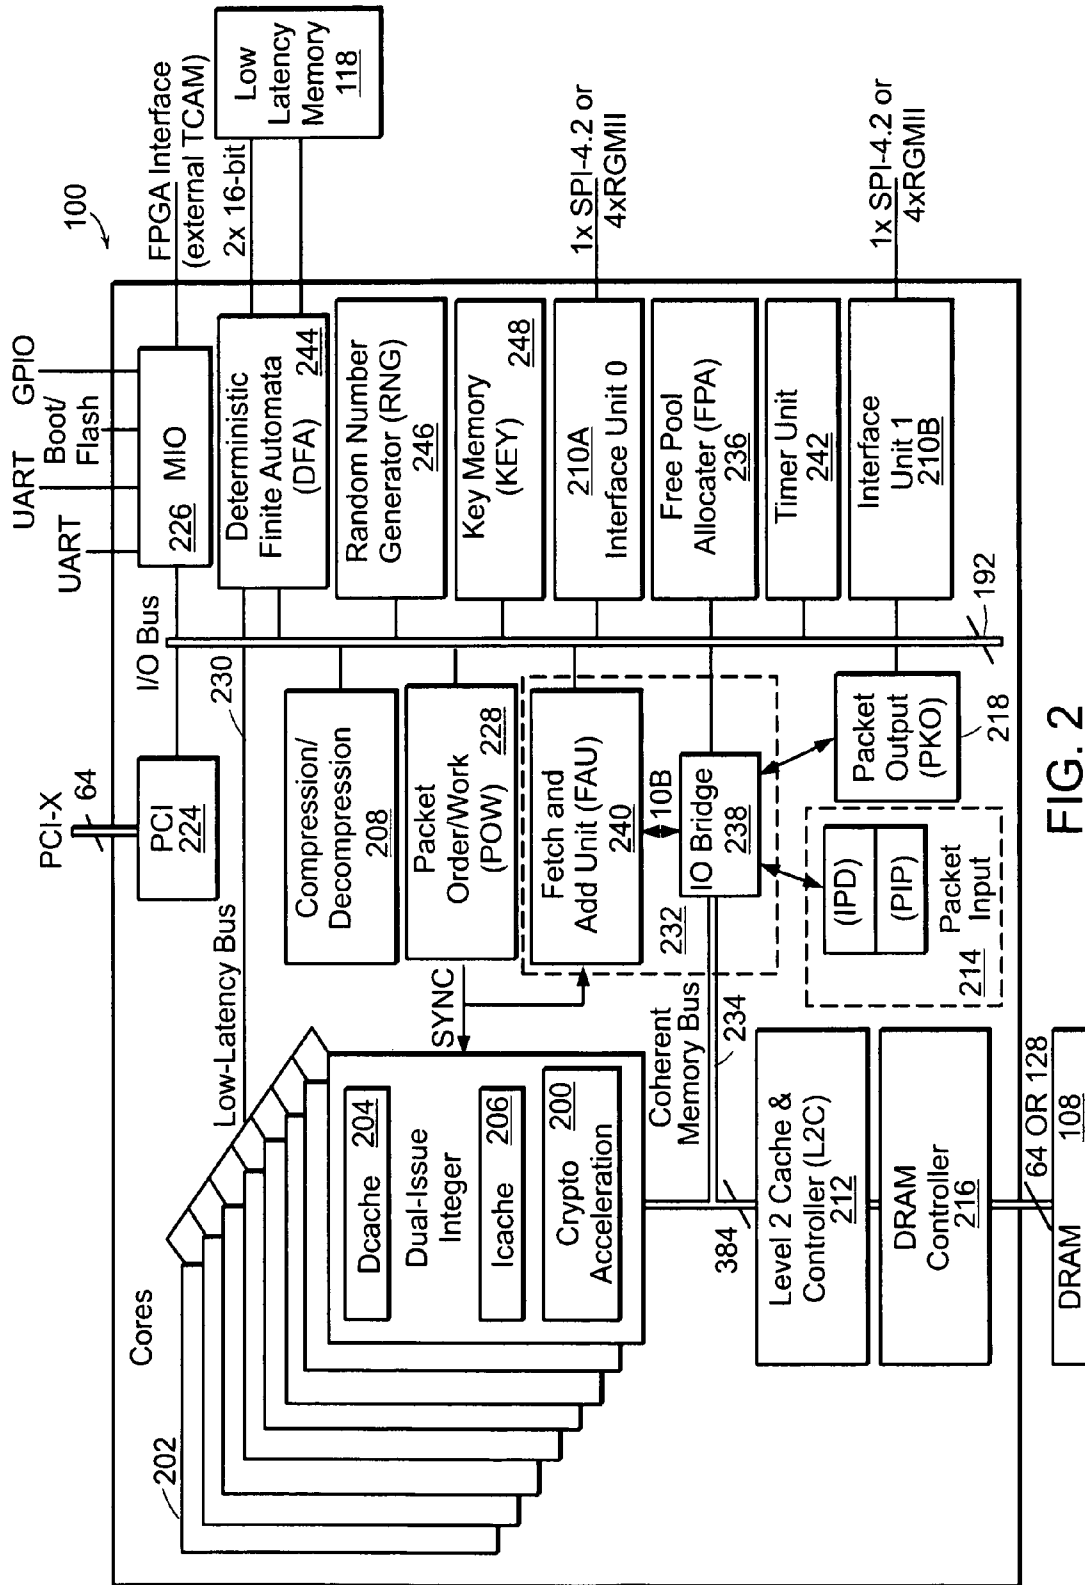 100
PCI-X
64
UART
UART
Boot/
Flash
GPIO
FPGA Interface
(external TCAM)
2x 16-bit
Low
Latency
Memory
118
PCI
224
I/O Bus
226 MIO
Cores
202
Low-Latency Bus
230
Deterministic
Finite Automata
(DFA) 244
Compression/
Decompression
208
Random Number
Generator (RNG)
246
Dcache 204
Dual-Issue
Integer
Icache 206
Crypto 200
Acceleration
SYNC
Packet
Order/Work
(POW) 228
Key Memory
(KEY) 248
Fetch and
Add Unit (FAU)
240
10B
210A
Interface Unit 0
1x SPI-4.2 or
4xRGMII
Coherent
Memory Bus
234
232
IO Bridge
238
Free Pool
Allocater (FPA)
236
384
Level 2 Cache &
Controller (L2C)
212
Timer Unit
242
(IPD)
(PIP)
Packet
Input
214
Packet
Output
(PKO)
218
Interface
Unit 1
210B
1x SPI-4.2 or
4xRGMII
DRAM
Controller
216
192
64 OR 128
DRAM 108
FIG. 2